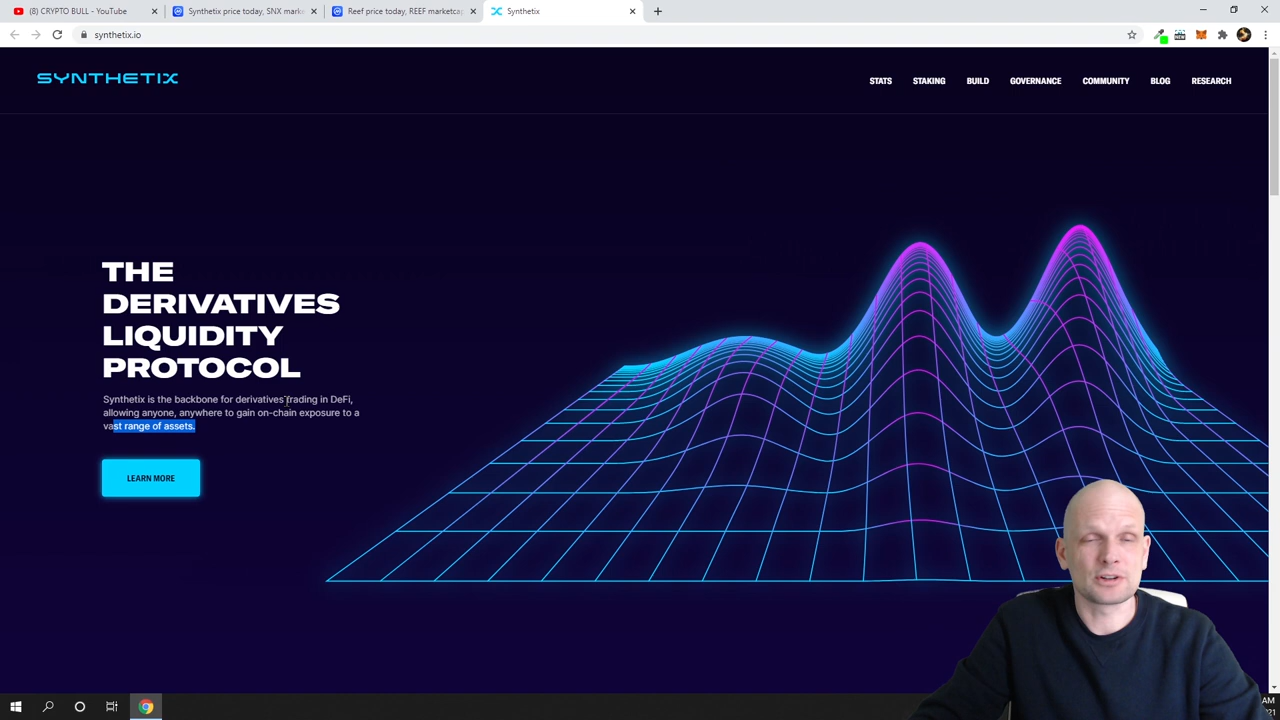 (8) CRYPTO BULL - YouTube
Synthetix price today, SNX marke
Reef price today, REEF marketcap
Synthetix
synthetix.io
SYNTHETIX
STATS
STAKING
BUILD
GOVERNANCE
COMMUNITY
BLOG
RESEARCH
THE
DERIVATIVES
LIQUIDITY
PROTOCOL
Synthetix is the backbone for derivatives trading in DeFi,
allowing anyone, anywhere to gain on-chain exposure to a
vast range of assets.
LEARN MORE
AM